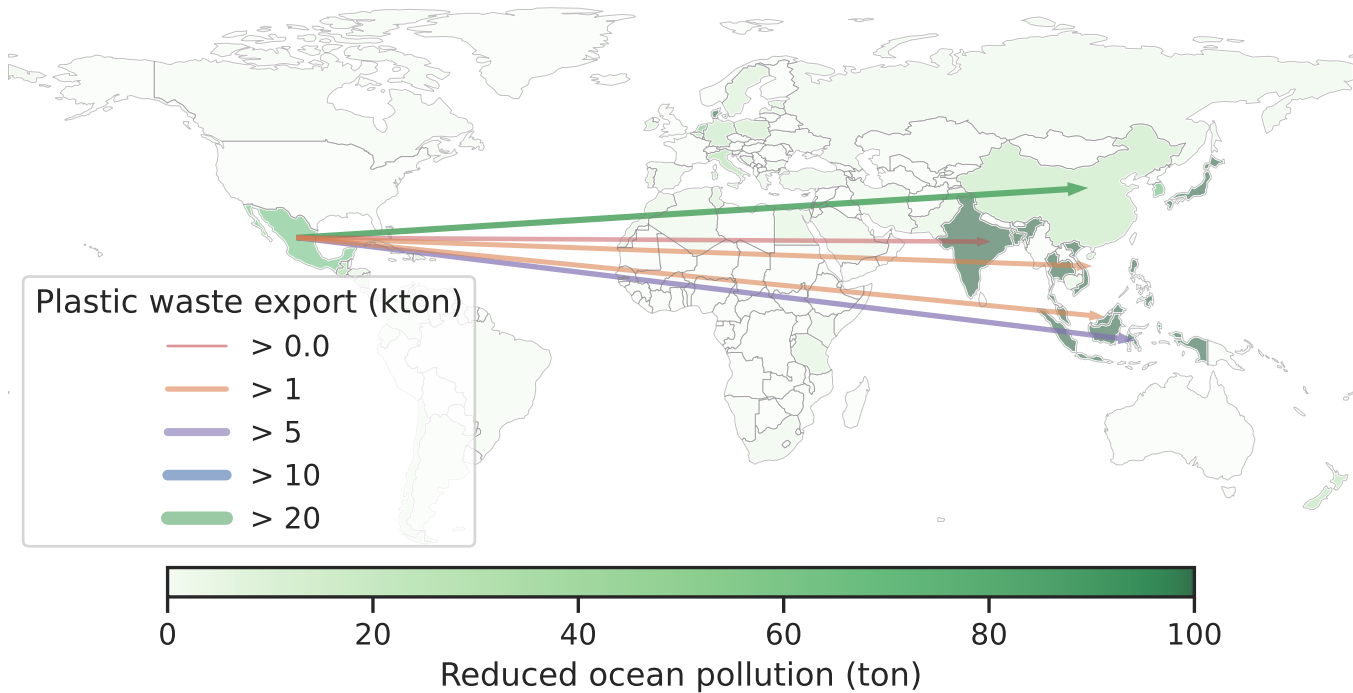 Plastic waste export (kton)
> 0.0
> 1
> 5
> 10
> 20
0 20 40 60 80 100
Reduced ocean pollution (ton)